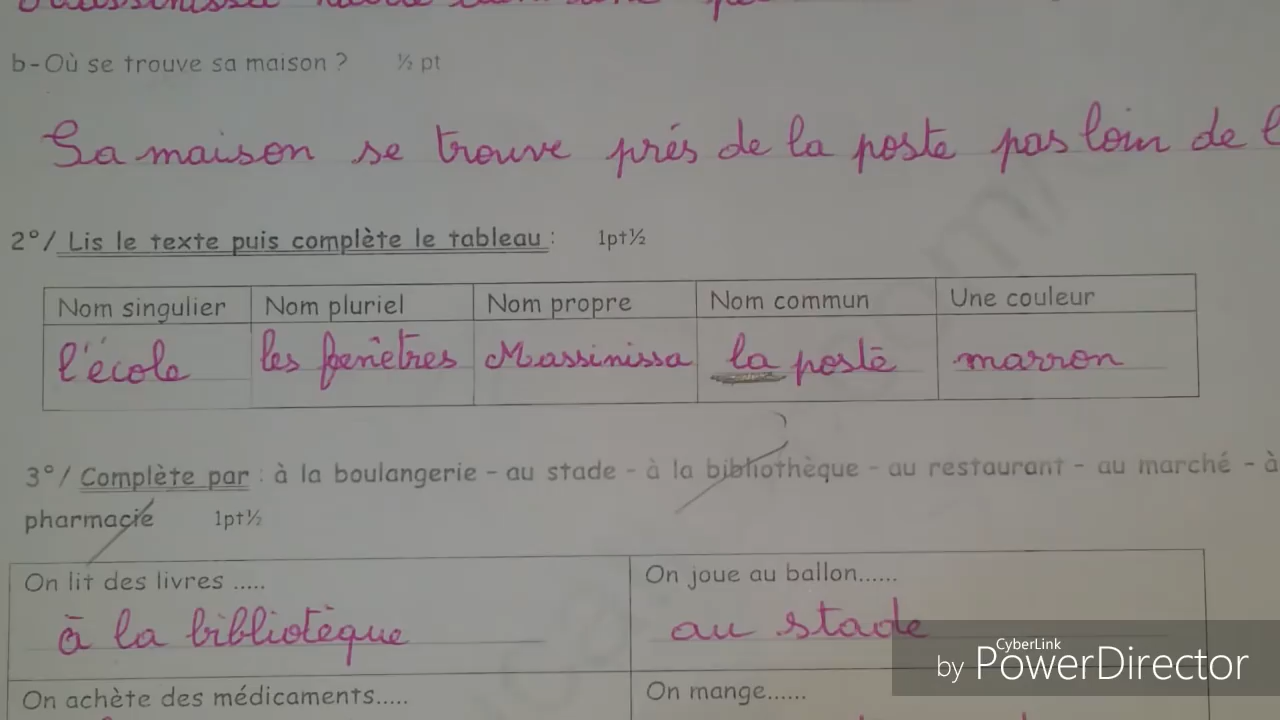 b-Où se trouve sa maison ? ½ pt
Sa maison se trouve prés de la poste pas loin de l
2°/ Lis le texte puis complète le tableau : 1pt½
Nom singulier Nom pluriel Nom propre Nom commun Une couleur
l'école les fenêtres Massinissa la poste marron
3°/ Complète par : à la boulangerie - au stade - à la bibliothèque - au restaurant - au marché - à
pharmacie 1pt½
On lit des livres ..... On joue au ballon......
à la bibliotèque au stade
CyberLink
by PowerDirector
On achète des médicaments..... On mange......